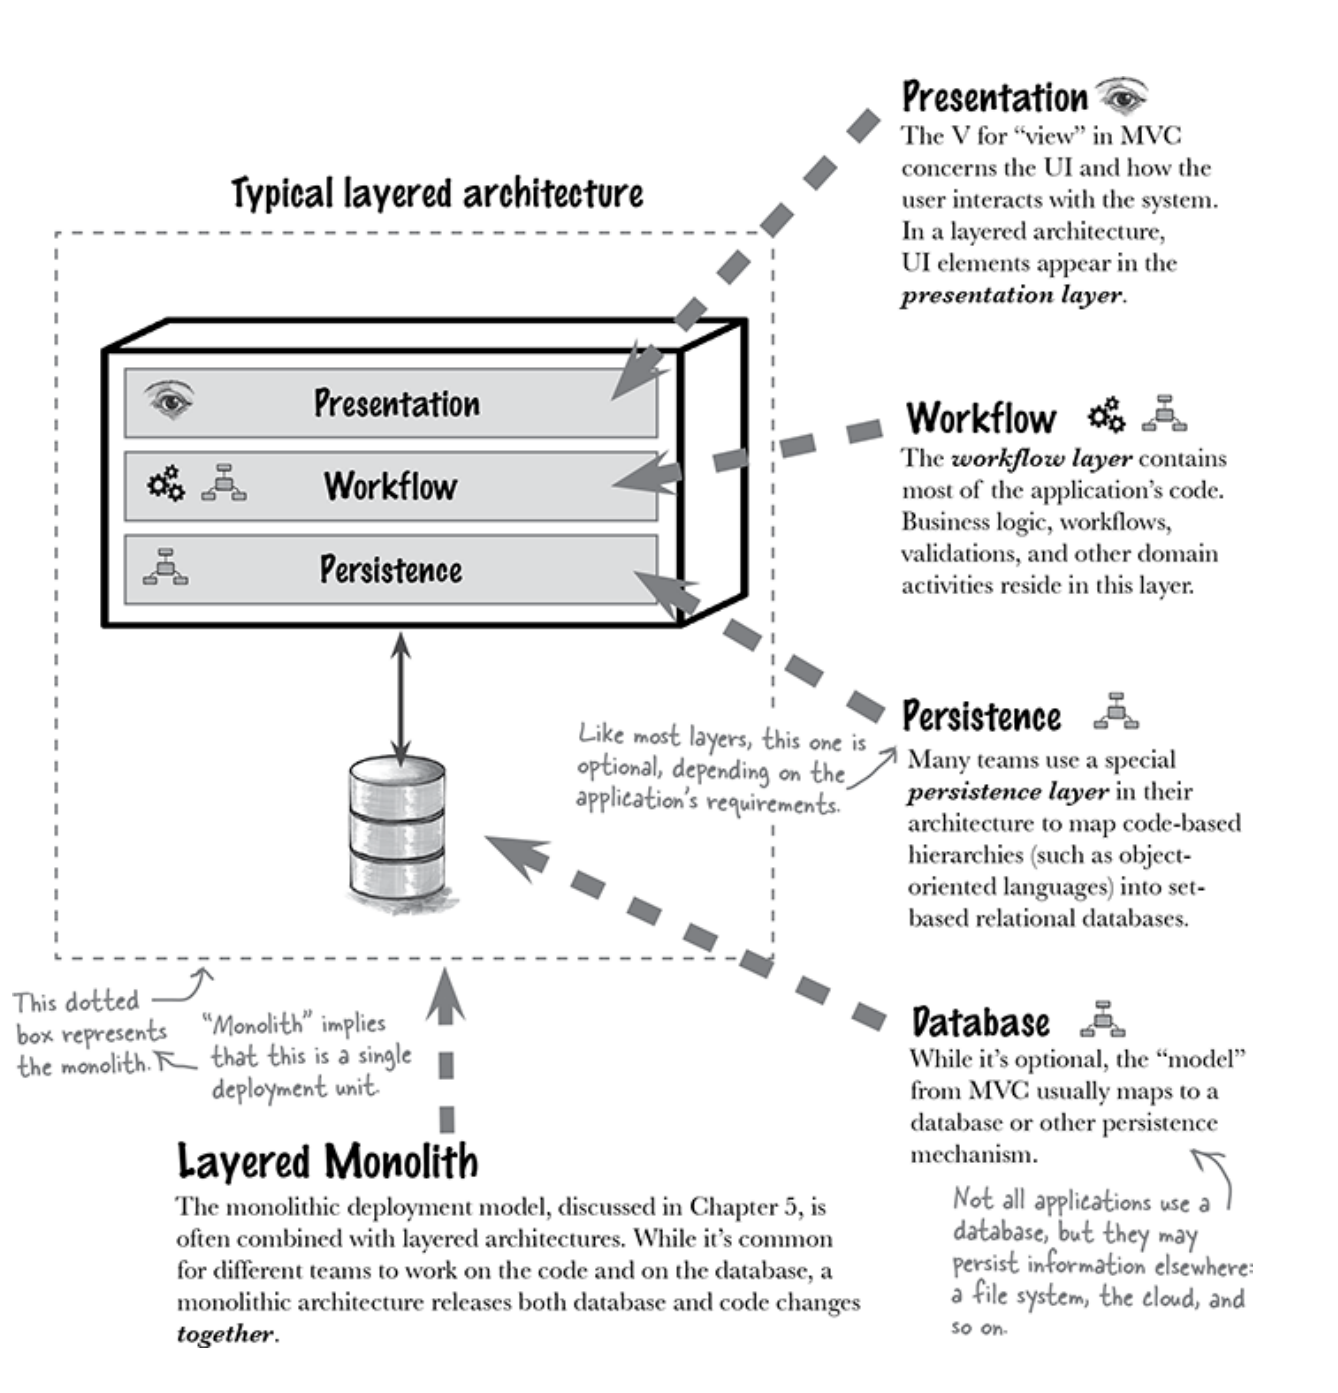 Typical layered architecture
Presentation
Workflow
Persistence
Presentation
The V for “view” in MVC
concerns the UI and how the
user interacts with the system.
In a layered architecture,
UI elements appear in the
presentation layer.
Workflow
The workflow layer contains
most of the application’s code.
Business logic, workflows,
validations, and other domain
activities reside in this layer.
Persistence
Many teams use a special
persistence layer in their
architecture to map code-based
hierarchies (such as object-
oriented languages) into set-
based relational databases.
Like most layers, this one is
optional, depending on the
application’s requirements.
Database
While it’s optional, the “model”
from MVC usually maps to a
database or other persistence
mechanism.
Not all applications use a
database, but they may
persist information elsewhere:
a file system, the cloud, and
so on.
This dotted
box represents
the monolith.
“Monolith” implies
that this is a single
deployment unit.
Layered Monolith
The monolithic deployment model, discussed in Chapter 5, is
often combined with layered architectures. While it’s common
for different teams to work on the code and on the database, a
monolithic architecture releases both database and code changes
together.